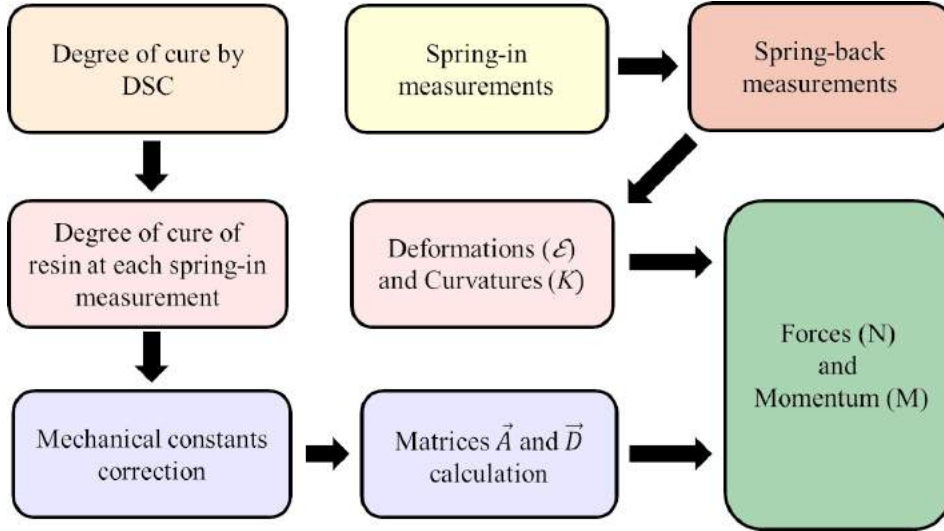 Degree of cure by
DSC
Spring-in
measurements
Spring-back
measurements
Degree of cure of
resin at each spring-in
measurement
Deformations (ℰ)
and Curvatures (K)
Forces (N)
and
Momentum (M)
Mechanical constants
correction
Matrices A⃗ and D⃗
calculation